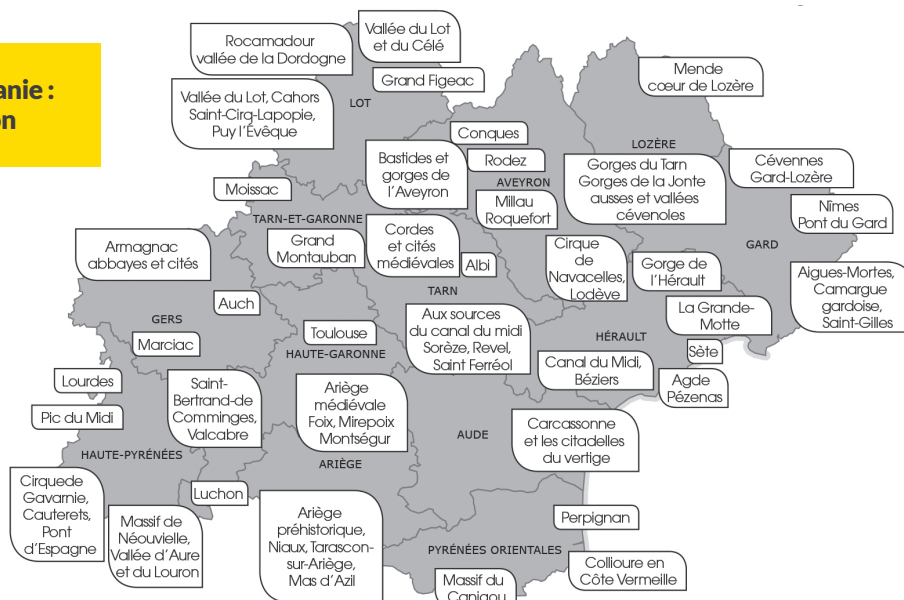 anie :
on
Rocamadour
vallée de la Dordogne
Vallée du Lot
et du Célé
Grand Figeac
Vallée du Lot, Cahors
Saint-Cirq-Lapopie,
Puy l'Évêque
LOT
Mende
cœur de Lozère
Conques
Rodez
LOZÈRE
Bastides et
gorges de
l'Aveyron
AVEYRON
Gorges du Tarn
Gorges de la Jonte
ausses et vallées
cévenoles
Cévennes
Gard-Lozère
Moissac
Millau
Roquefort
Nîmes
Pont du Gard
TARN-ET-GARONNE
Grand
Montauban
Cordes
et cités
médiévales
Albi
Armagnac
abbayes et cités
Cirque
de
Navacelles,
Lodève
Gorge de
l'Hérault
GARD
Aigues-Mortes,
Camargue
gardoise,
Saint-Gilles
TARN
Auch
GERS
Marciac
Toulouse
HAUTE-GARONNE
Aux sources
du canal du midi
Sorèze, Revel,
Saint Ferréol
La Grande-
Motte
HÉRAULT
Sète
Canal du Midi,
Béziers
Agde
Pézenas
Lourdes
Pic du Midi
Saint-
Bertrand-de
Comminges,
Valcabre
Ariège
médiévale
Foix, Mirepoix
Montségur
AUDE
Carcassonne
et les citadelles
du vertige
HAUTE-PYRÉNÉES
ARIÈGE
Cirquede
Gavarnie,
Cauterets,
Pont
d'Espagne
Luchon
Massif de
Néouvielle,
Vallée d'Aure
et du Louron
Ariège
préhistorique,
Niaux, Tarascon-
sur-Ariège,
Mas d'Azil
Perpignan
PYRÉNÉES ORIENTALES
Collioure en
Côte Vermeille
Massif du
Canigou